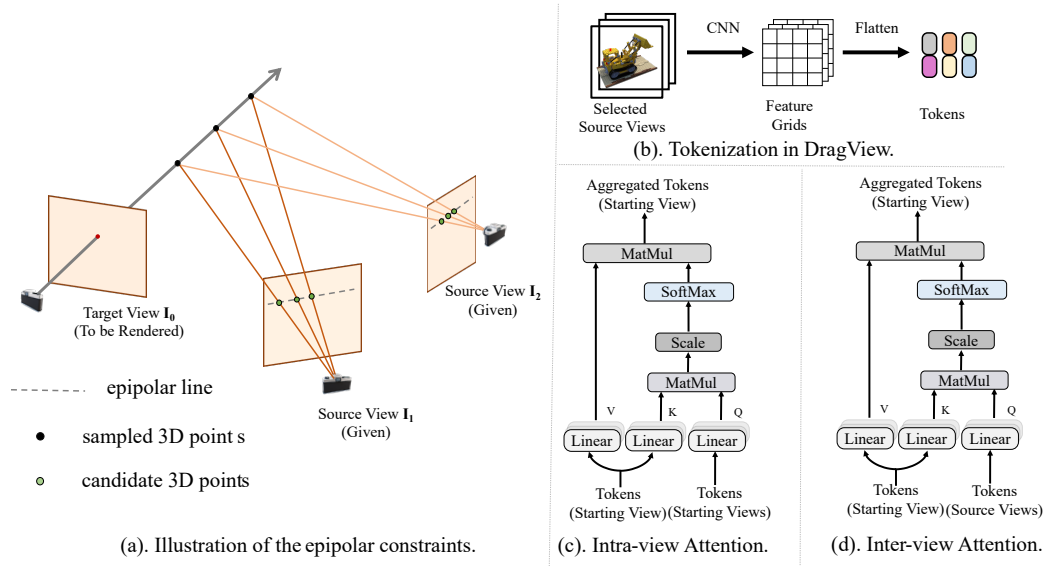 Target View I₀
(To be Rendered)
Source View I₂
(Given)
Source View I₁
(Given)
epipolar line
sampled 3D point s
candidate 3D points
(a). Illustration of the epipolar constraints.
CNN
Flatten
Selected
Source Views
Feature
Grids
Tokens
(b). Tokenization in DragView.
Aggregated Tokens
(Starting View)
MatMul
SoftMax
Scale
MatMul
V
K
Q
Linear
Linear
Linear
Tokens
(Starting View)
Tokens
(Starting Views)
(c). Intra-view Attention.
Aggregated Tokens
(Starting View)
MatMul
SoftMax
Scale
MatMul
V
K
Q
Linear
Linear
Linear
Tokens
(Starting View)
Tokens
(Source Views)
(d). Inter-view Attention.